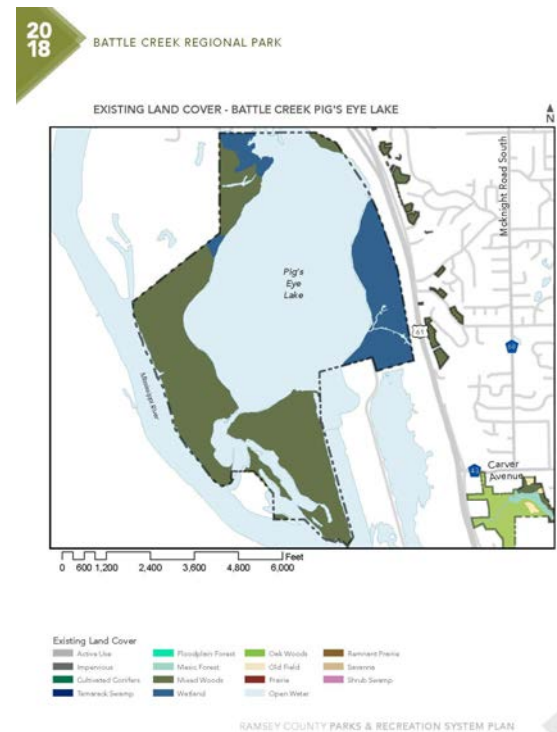 20
18
BATTLE CREEK REGIONAL PARK
EXISTING LAND COVER - BATTLE CREEK PIG'S EYE LAKE
N
Mcknight Road South
Pig's
Eye
Lake
61
Mississippi River
Carver
Avenue
Feet
0 600 1,200 2,400 3,600 4,800 6,000
Existing Land Cover
Active Use
Floodplain Forest
Oak Woods
Remnant Prairie
Impervious
Mesic Forest
Old Field
Savanna
Cultivated Conifers
Mixed Woods
Prairie
Shrub Swamp
Tamarack Swamp
Wetland
Open Water
RAMSEY COUNTY PARKS & RECREATION SYSTEM PLAN